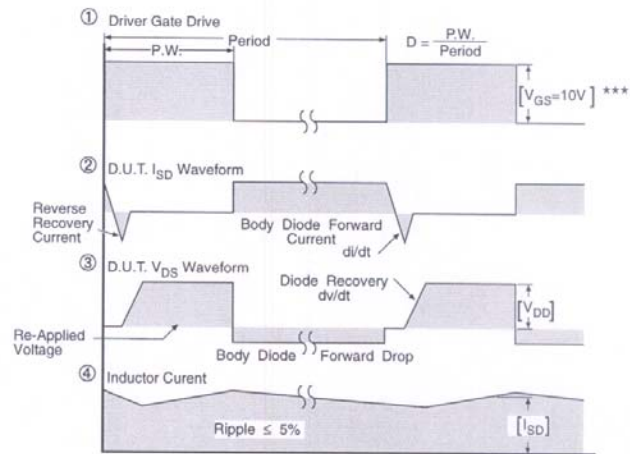 ① Driver Gate Drive
Period
P.W.
D = P.W. / Period
[VGS=10V] ***
② D.U.T. ISD Waveform
Reverse
Recovery
Current
Body Diode Forward
Current
di/dt
③ D.U.T. VDS Waveform
Diode Recovery
dv/dt
Re-Applied
Voltage
[VDD]
Body Diode Forward Drop
④ Inductor Curent
Ripple ≤ 5%
[ISD]